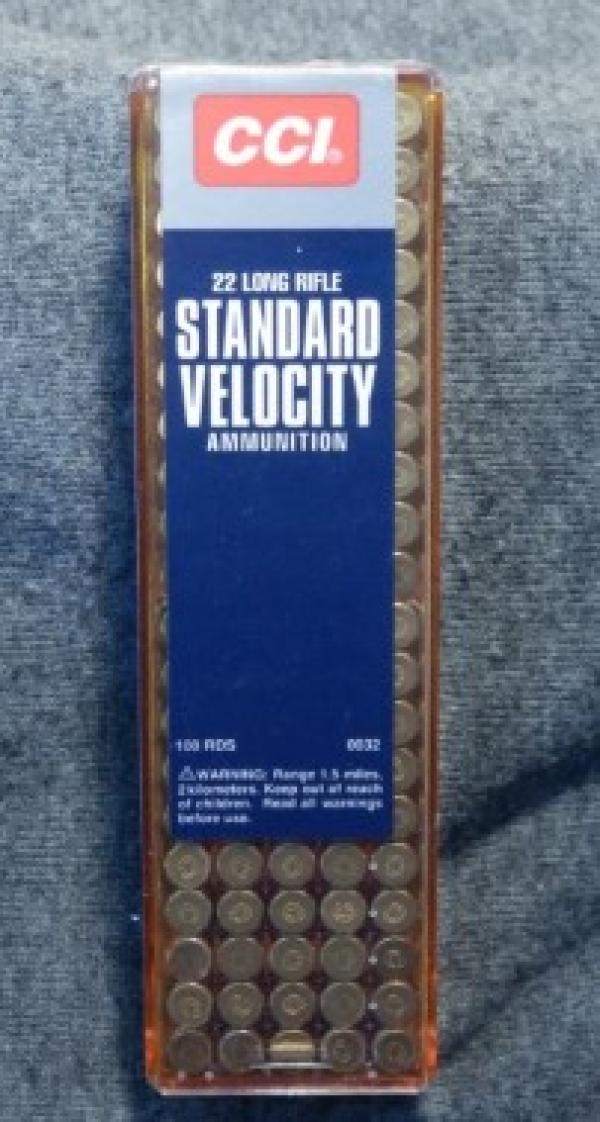 CCI®
22 LONG RIFLE
STANDARD
VELOCITY
AMMUNITION
100 RDS 0032
⚠WARNING: Range 1.5 miles,
2 kilometers. Keep out of reach
of children. Read all warnings
before use.